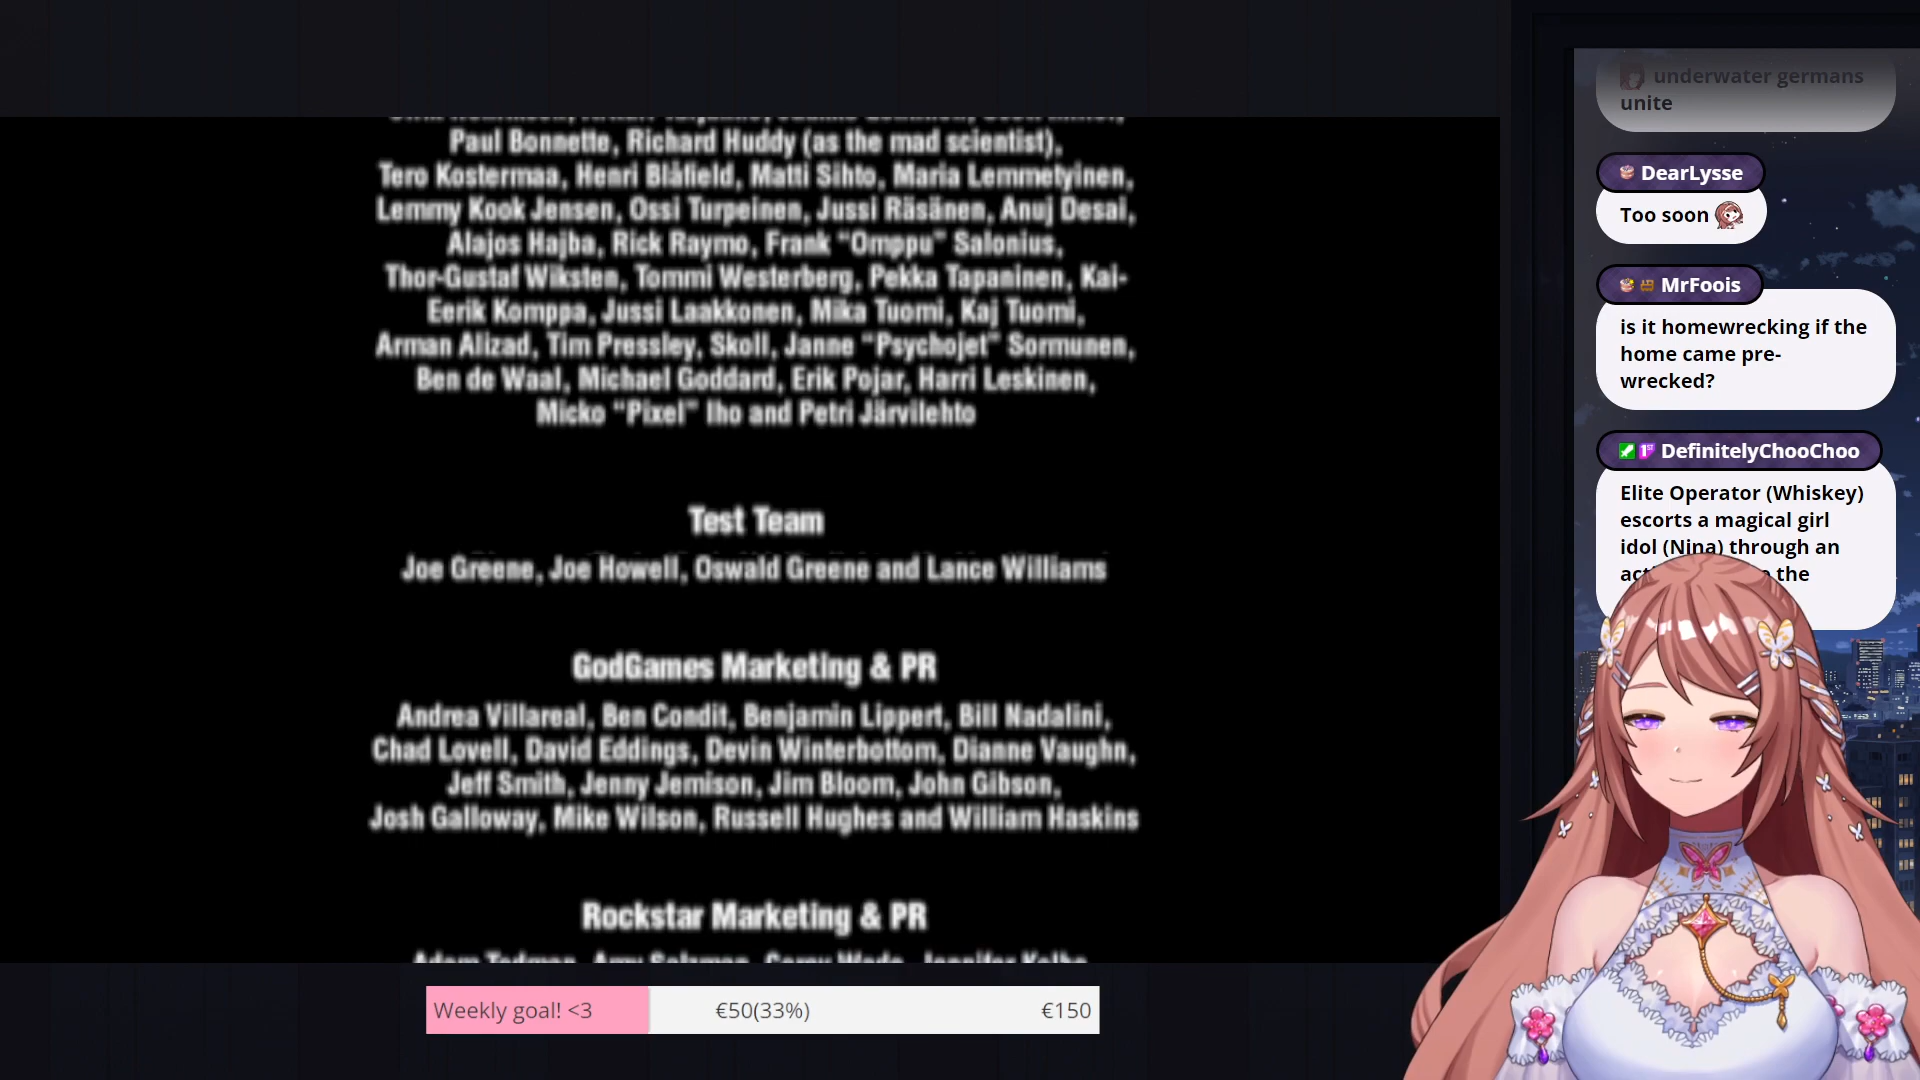 Paul Bonnette, Richard Huddy (as the mad scientist),
Tero Kostermaa, Henri Blåfield, Matti Sihto, Maria Lemmetyinen,
Lemmy Kook Jensen, Ossi Turpeinen, Jussi Räsänen, Anuj Desai,
Alajos Hajba, Rick Raymo, Frank “Omppu” Salonius,
Thor-Gustaf Wiksten, Tommi Westerberg, Pekka Tapaninen, Kai-
Eerik Komppa, Jussi Laakkonen, Mika Tuomi, Kaj Tuomi,
Arman Alizad, Tim Pressley, Skoll, Janne “Psychojet” Sormunen,
Ben de Waal, Michael Goddard, Erik Pojar, Harri Leskinen,
Micko “Pixel” Iho and Petri Järvilehto
Test Team
Joe Greene, Joe Howell, Oswald Greene and Lance Williams
GodGames Marketing & PR
Andrea Villareal, Ben Condit, Benjamin Lippert, Bill Nadalini,
Chad Lovell, David Eddings, Devin Winterbottom, Dianne Vaughn,
Jeff Smith, Jenny Jemison, Jim Bloom, John Gibson,
Josh Galloway, Mike Wilson, Russell Hughes and William Haskins
Rockstar Marketing & PR
Weekly goal! <3 €50(33%) €150
underwater germans
unite
DearLysse
Too soon
MrFoois
is it homewrecking if the
home came pre-
wrecked?
DefinitelyChooChoo
Elite Operator (Whiskey)
escorts a magical girl
idol (Nina) through an
the